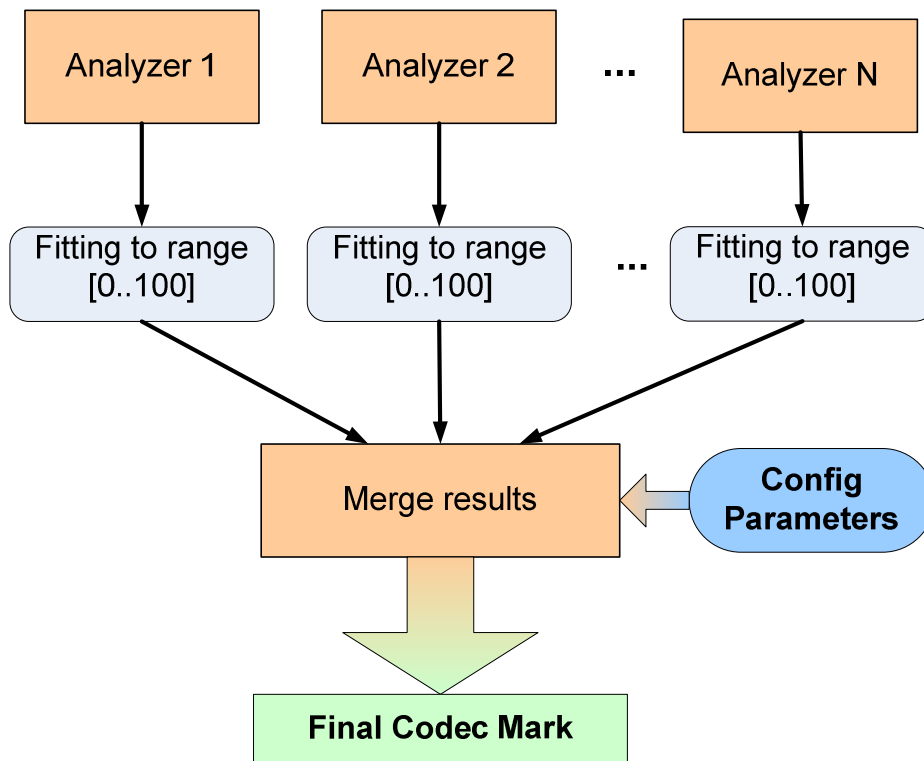 Analyzer 1
Analyzer 2
...
Analyzer N
Fitting to range
[0..100]
Fitting to range
[0..100]
...
Fitting to range
[0..100]
Merge results
Config
Parameters
Final Codec Mark